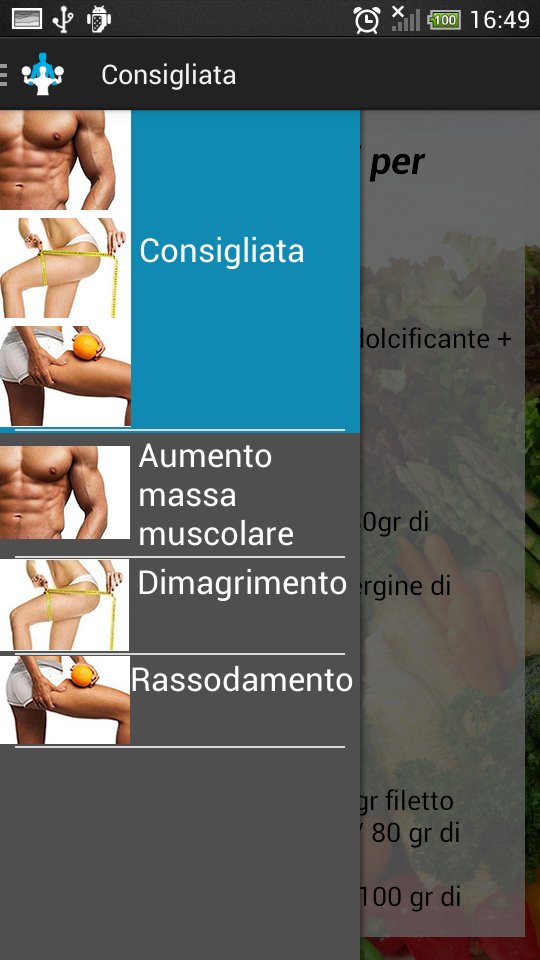 100
16:49
Consigliata
per
Consigliata
dolcificante +
Aumento
massa
muscolare
0gr di
Dimagrimento
ergine di
Rassodamento
gr filetto
/ 80 gr di
100 gr di